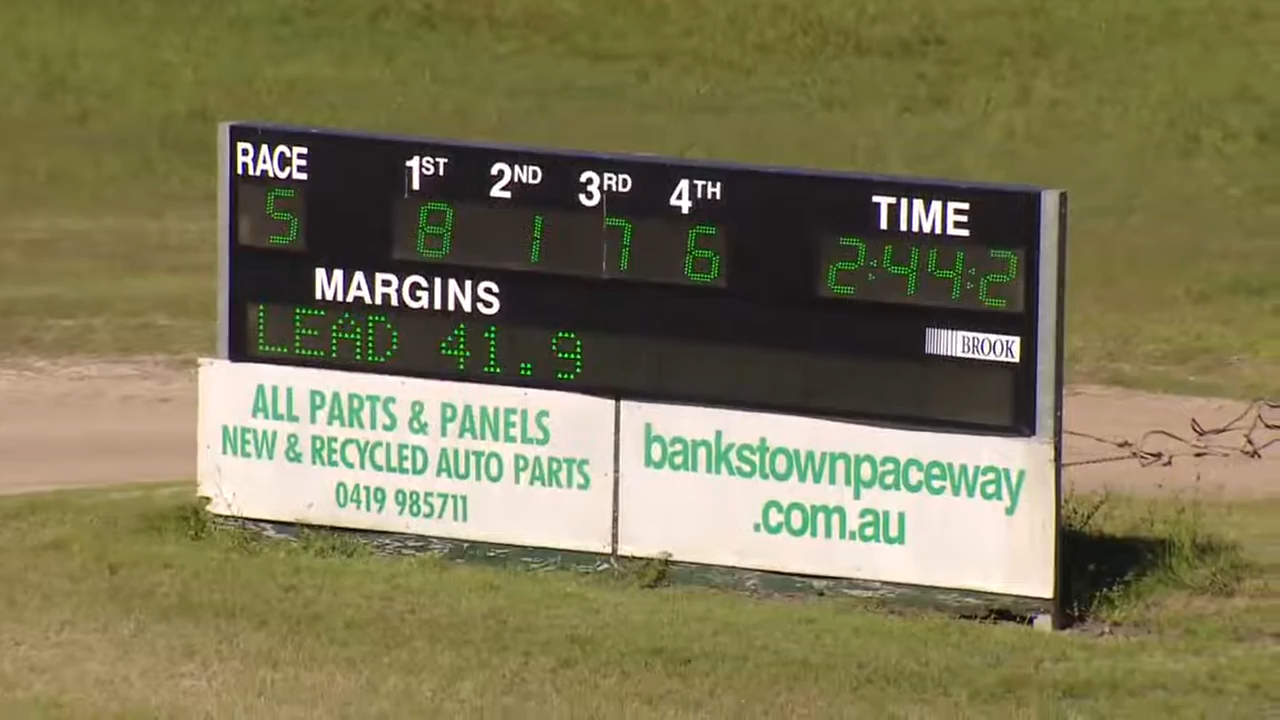 RACE 1ST 2ND 3RD 4TH TIME
5 8 1 7 6 2:44:2
MARGINS
LEAD 41.9
BROOK
ALL PARTS & PANELS
NEW & RECYCLED AUTO PARTS
0419 985711
bankstownpaceway
.com.au